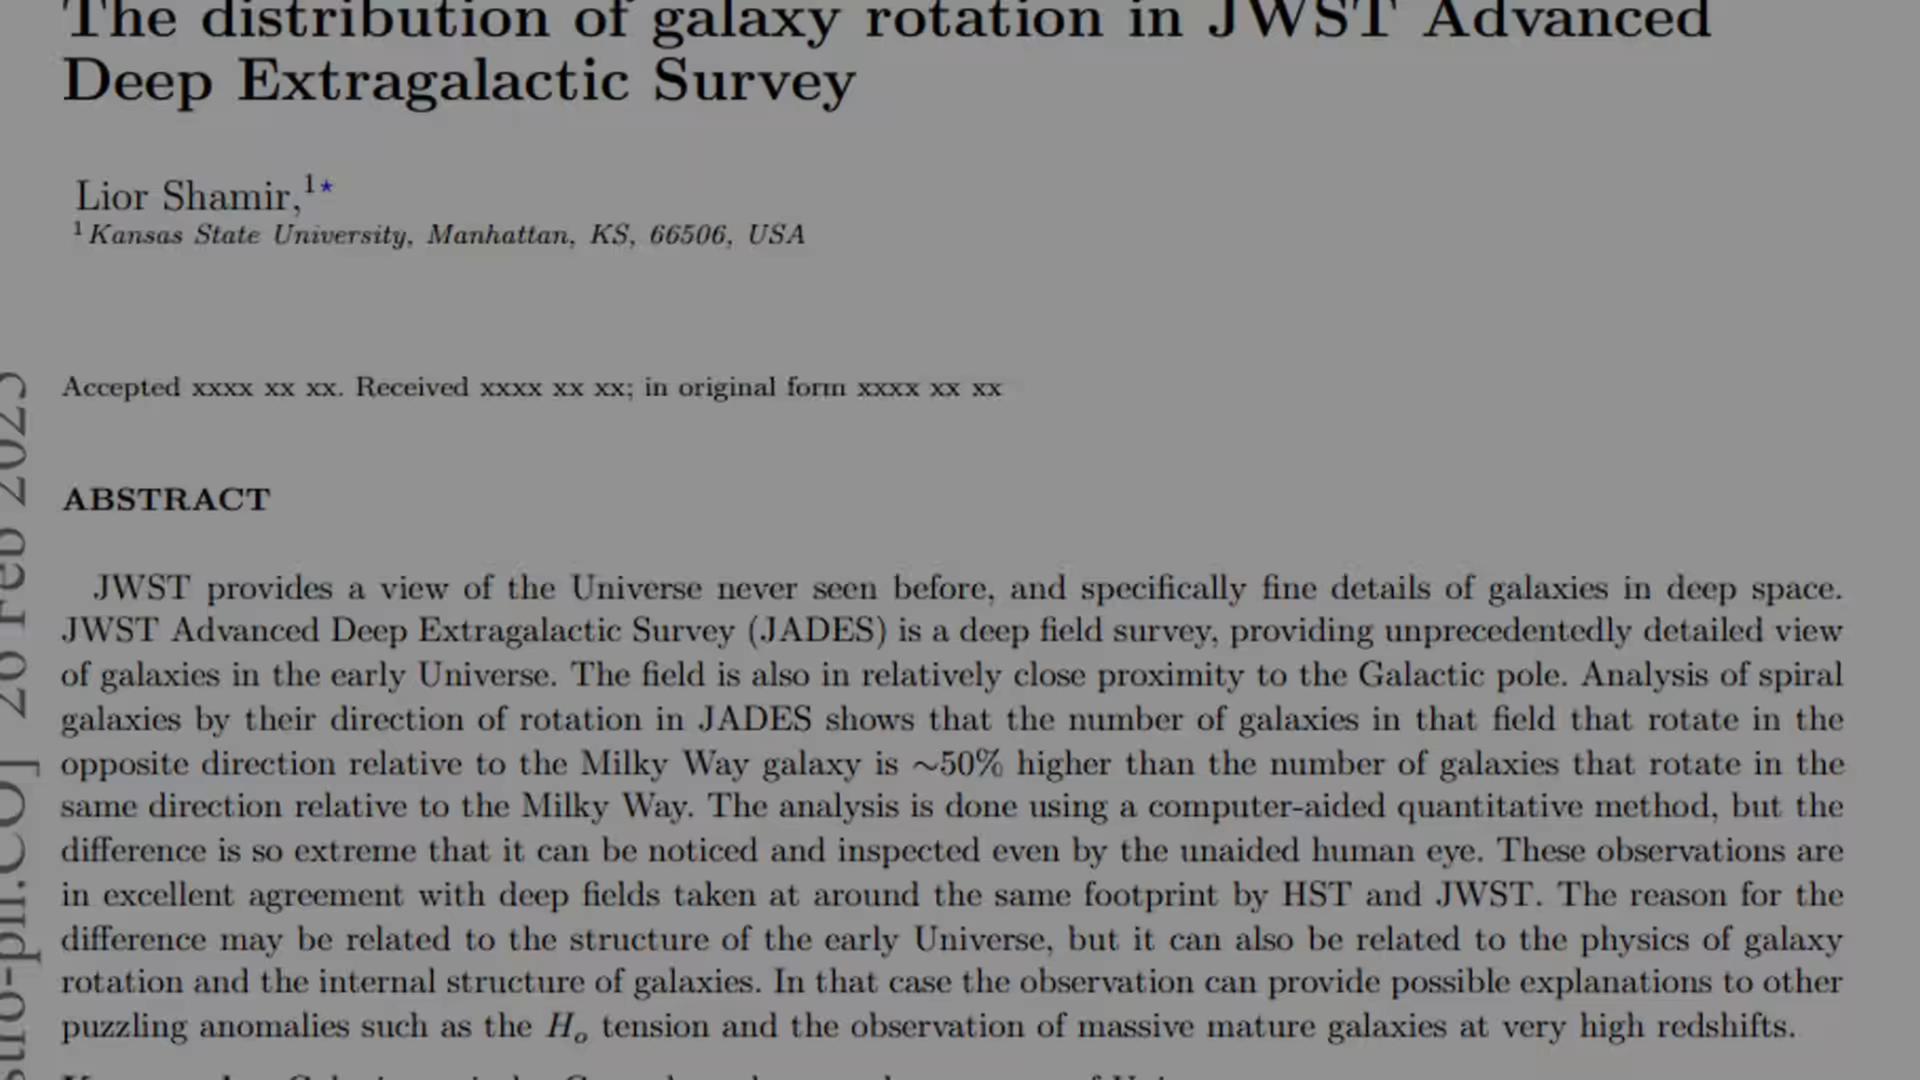 The distribution of galaxy rotation in JWST Advanced
Deep Extragalactic Survey
Lior Shamir,1⋆
1 Kansas State University, Manhattan, KS, 66506, USA
Accepted xxxx xx xx. Received xxxx xx xx; in original form xxxx xx xx
ABSTRACT
JWST provides a view of the Universe never seen before, and specifically fine details of galaxies in deep space.
JWST Advanced Deep Extragalactic Survey (JADES) is a deep field survey, providing unprecedentedly detailed view
of galaxies in the early Universe. The field is also in relatively close proximity to the Galactic pole. Analysis of spiral
galaxies by their direction of rotation in JADES shows that the number of galaxies in that field that rotate in the
opposite direction relative to the Milky Way galaxy is ∼50% higher than the number of galaxies that rotate in the
same direction relative to the Milky Way. The analysis is done using a computer-aided quantitative method, but the
difference is so extreme that it can be noticed and inspected even by the unaided human eye. These observations are
in excellent agreement with deep fields taken at around the same footprint by HST and JWST. The reason for the
difference may be related to the structure of the early Universe, but it can also be related to the physics of galaxy
rotation and the internal structure of galaxies. In that case the observation can provide possible explanations to other
puzzling anomalies such as the Ho tension and the observation of massive mature galaxies at very high redshifts.
stro-ph.CO] 26 Feb 2025